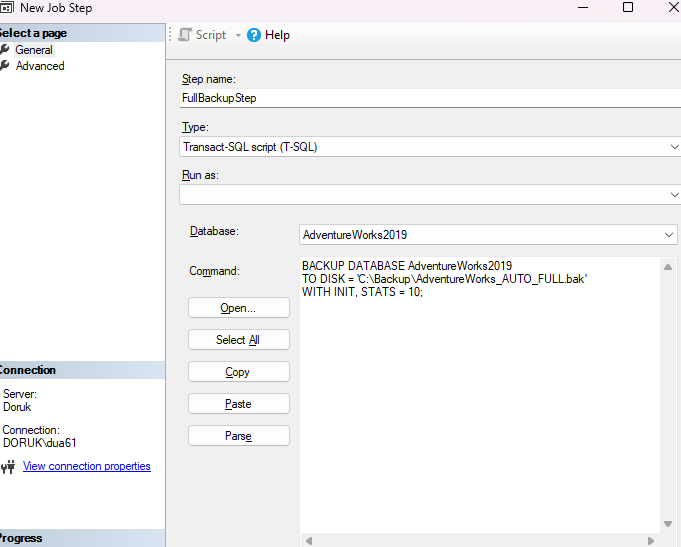 New Job Step
Select a page
General
Advanced
Script
Help
Step name:
FullBackupStep
Type:
Transact-SQL script (T-SQL)
Run as:
Database:
AdventureWorks2019
Command:
BACKUP DATABASE AdventureWorks2019
TO DISK = 'C:\Backup\AdventureWorks_AUTO_FULL.bak'
WITH INIT, STATS = 10;
Open...
Select All
Copy
Paste
Parse
Connection
Server:
Doruk
Connection:
DORUK\dua61
View connection properties
Progress